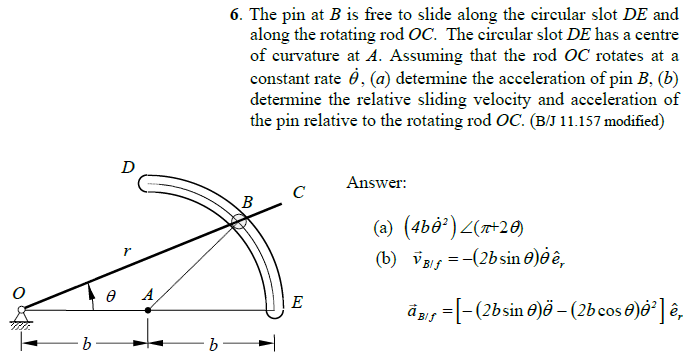 6. The pin at B is free to slide along the circular slot DE and
along the rotating rod OC. The circular slot DE has a centre
of curvature at A. Assuming that the rod OC rotates at a
constant rate θ̇, (a) determine the acceleration of pin B, (b)
determine the relative sliding velocity and acceleration of
the pin relative to the rotating rod OC. (B/J 11.157 modified)
D
B
C
r
O
θ
A
E
b
b
Answer:
(a) (4bθ̇²)∠(π+2θ)
(b) v⃗B/f = −(2b sin θ)θ̇ êr
a⃗B/f = [−(2b sin θ)θ̈ − (2b cos θ)θ̇²] êr